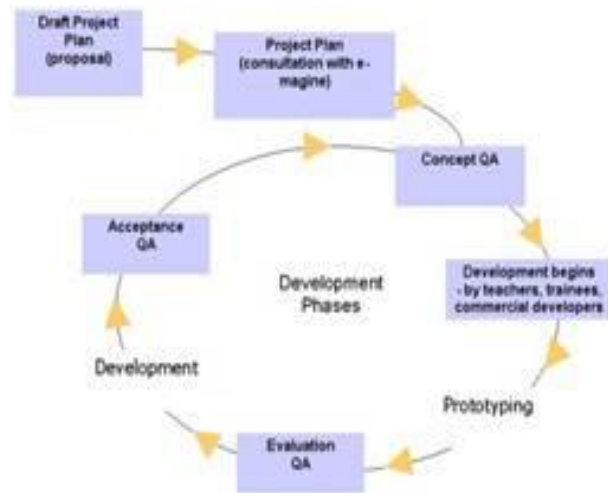 Draft Project
Plan
(proposal)
Project Plan
(consultation with e-
magine)
Concept QA
Acceptance
QA
Development
Phases
Development begins
- by teachers, trainees,
commercial developers
Development
Prototyping
Evaluation
QA